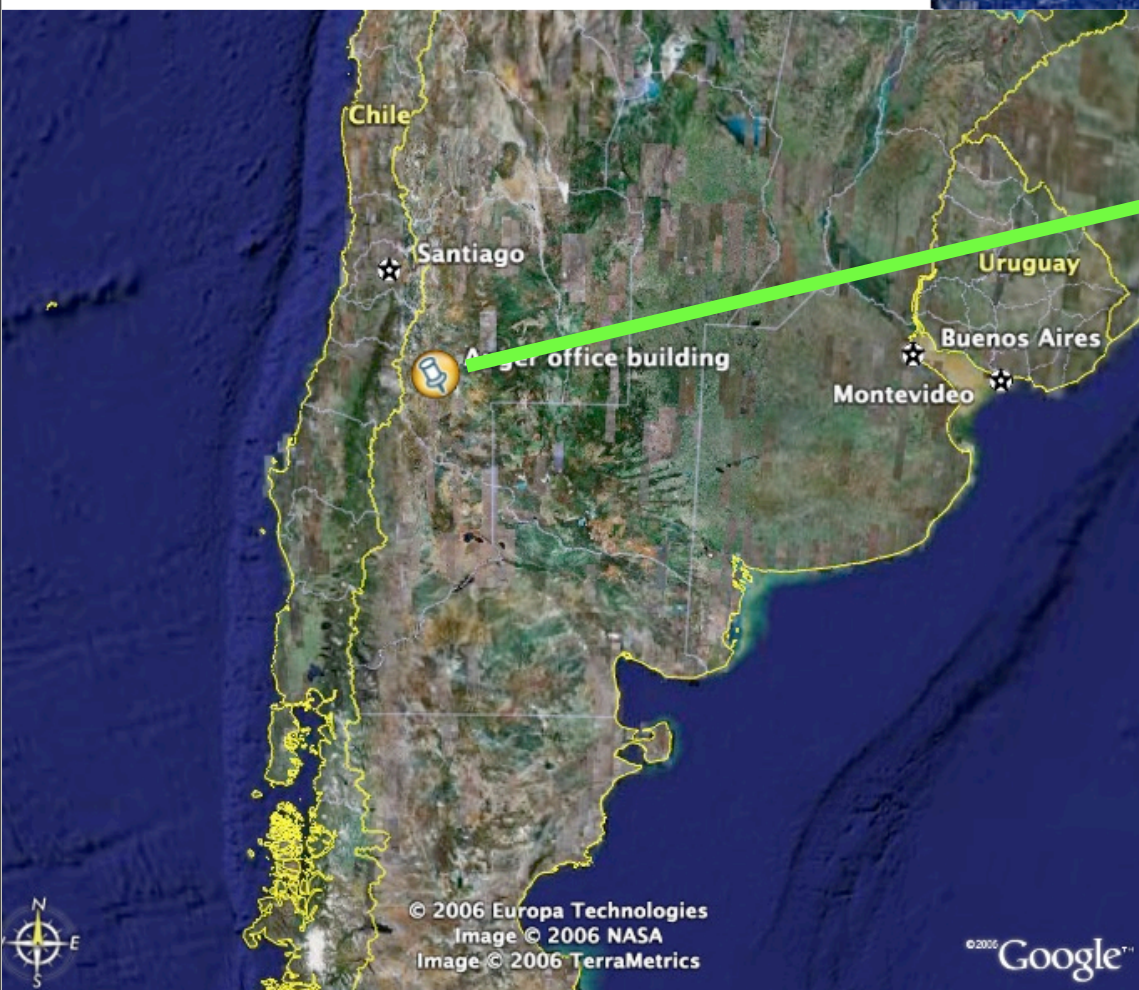 Chile
Santiago
Uruguay
Buenos Aires
office building
Montevideo
N
E
S
© 2006 Europa Technologies
Image © 2006 NASA
Image © 2006 TerraMetrics
©2006 Google™